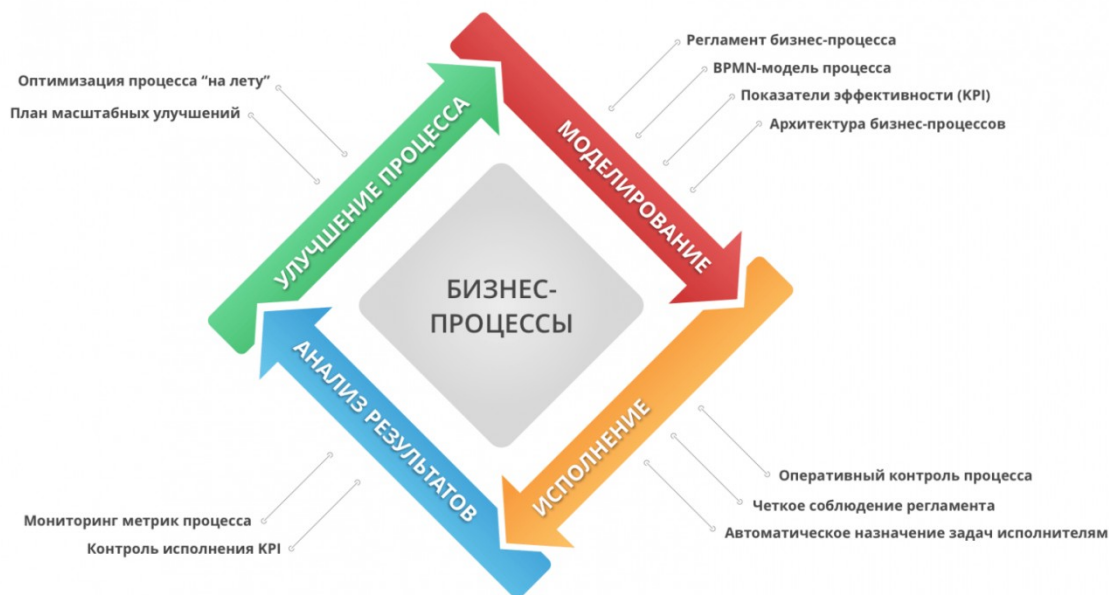 Регламент бизнес-процесса
BPMN-модель процесса
Показатели эффективности (KPI)
Архитектура бизнес-процессов
Оптимизация процесса “на лету”
План масштабных улучшений
УЛУЧШЕНИЕ ПРОЦЕССА
МОДЕЛИРОВАНИЕ
БИЗНЕС-
ПРОЦЕССЫ
АНАЛИЗ РЕЗУЛЬТАТОВ
ИСПОЛНЕНИЕ
Оперативный контроль процесса
Четкое соблюдение регламента
Автоматическое назначение задач исполнителям
Мониторинг метрик процесса
Контроль исполнения KPI